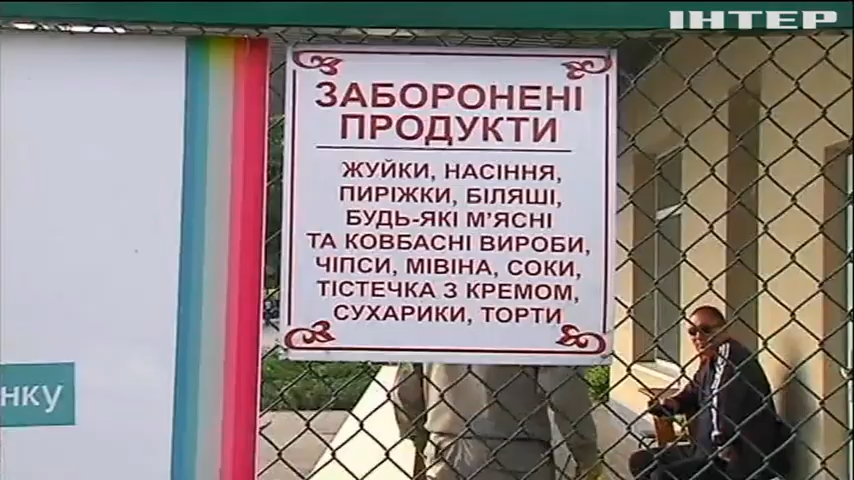 ІНТЕР
ЗАБОРОНЕНІ
ПРОДУКТИ
ЖУЙКИ, НАСІННЯ,
ПИРІЖКИ, БІЛЯШІ,
БУДЬ-ЯКІ М'ЯСНІ
ТА КОВБАСНІ ВИРОБИ,
ЧІПСИ, МІВІНА, СОКИ,
ТІСТЕЧКА З КРЕМОМ,
СУХАРИКИ, ТОРТИ
нку